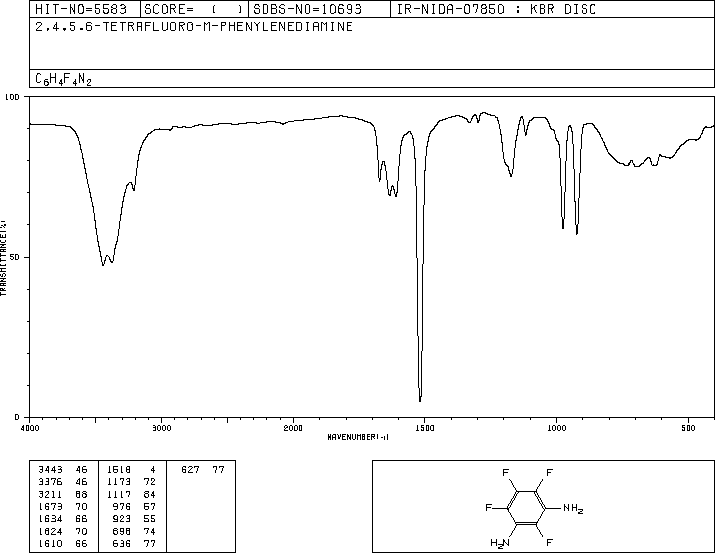 HIT-NO=5583 SCORE= ( ) SDBS-NO=10693 IR-NIDA-07850 : KBR DISC
2,4,5,6-TETRAFLUORO-M-PHENYLENEDIAMINE
C6H4F4N2
100
50
0
TRANSMITTANCE(%)
4000 3000 2000 1500 1000 500
WAVENUMBER(-1)
3443 46 1518 4 627 77
3376 46 1173 72
3211 68 1117 84
1673 70 976 57
1634 66 923 55
1624 70 698 74
1610 66 636 77
F F
F NH2
H2N F